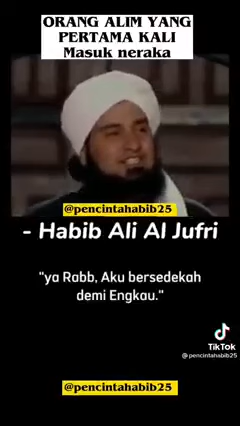 ORANG ALIM YANG
PERTAMA KALI
Masuk neraka
@pencintahabib25
- Habib Ali Al Jufri
"ya Rabb, Aku bersedekah
demi Engkau."
TikTok
@pencintahabib25
@pencintahabib25